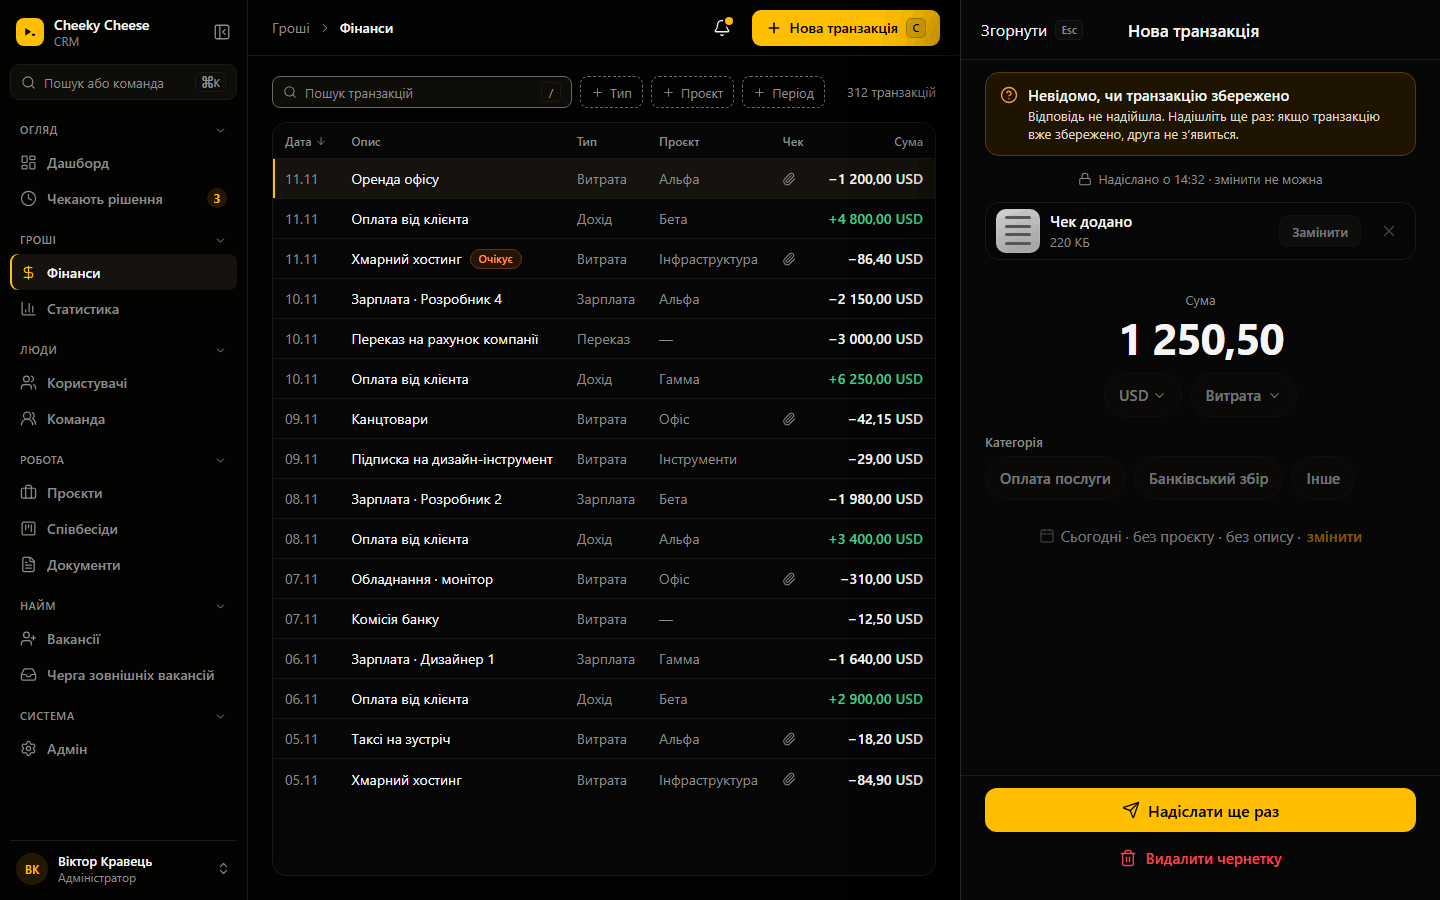 Cheeky Cheese
CRM
Пошук або команда ⌘K
ОГЛЯД
Дашборд
Чекають рішення 3
ГРОШІ
Фінанси
Статистика
ЛЮДИ
Користувачі
Команда
РОБОТА
Проєкти
Співбесіди
Документи
НАЙМ
Вакансії
Черга зовнішніх вакансій
СИСТЕМА
Адмін
ВК
Віктор Кравець
Адміністратор
Гроші > Фінанси
+ Нова транзакція C
Пошук транзакцій /
+ Тип + Проєкт + Період 312 транзакцій
Дата ↓ Опис Тип Проєкт Чек Сума
11.11 Оренда офісу Витрата Альфа −1 200,00 USD
11.11 Оплата від клієнта Дохід Бета +4 800,00 USD
11.11 Хмарний хостинг Очікує Витрата Інфраструктура −86,40 USD
10.11 Зарплата · Розробник 4 Зарплата Альфа −2 150,00 USD
10.11 Переказ на рахунок компанії Переказ — −3 000,00 USD
10.11 Оплата від клієнта Дохід Гамма +6 250,00 USD
09.11 Канцтовари Витрата Офіс −42,15 USD
09.11 Підписка на дизайн-інструмент Витрата Інструменти −29,00 USD
08.11 Зарплата · Розробник 2 Зарплата Бета −1 980,00 USD
08.11 Оплата від клієнта Дохід Альфа +3 400,00 USD
07.11 Обладнання · монітор Витрата Офіс −310,00 USD
07.11 Комісія банку Витрата — −12,50 USD
06.11 Зарплата · Дизайнер 1 Зарплата Гамма −1 640,00 USD
06.11 Оплата від клієнта Дохід Бета +2 900,00 USD
05.11 Таксі на зустріч Витрата Альфа −18,20 USD
05.11 Хмарний хостинг Витрата Інфраструктура −84,90 USD
Згорнути Esc Нова транзакція
Невідомо, чи транзакцію збережено
Відповідь не надійшла. Надішліть ще раз: якщо транзакцію
вже збережено, друга не з’явиться.
Надіслано о 14:32 · змінити не можна
Чек додано
220 КБ
Замінити
Сума
1 250,50
USD Витрата
Категорія
Оплата послуги Банківський збір Інше
Сьогодні · без проєкту · без опису · змінити
Надіслати ще раз
Видалити чернетку